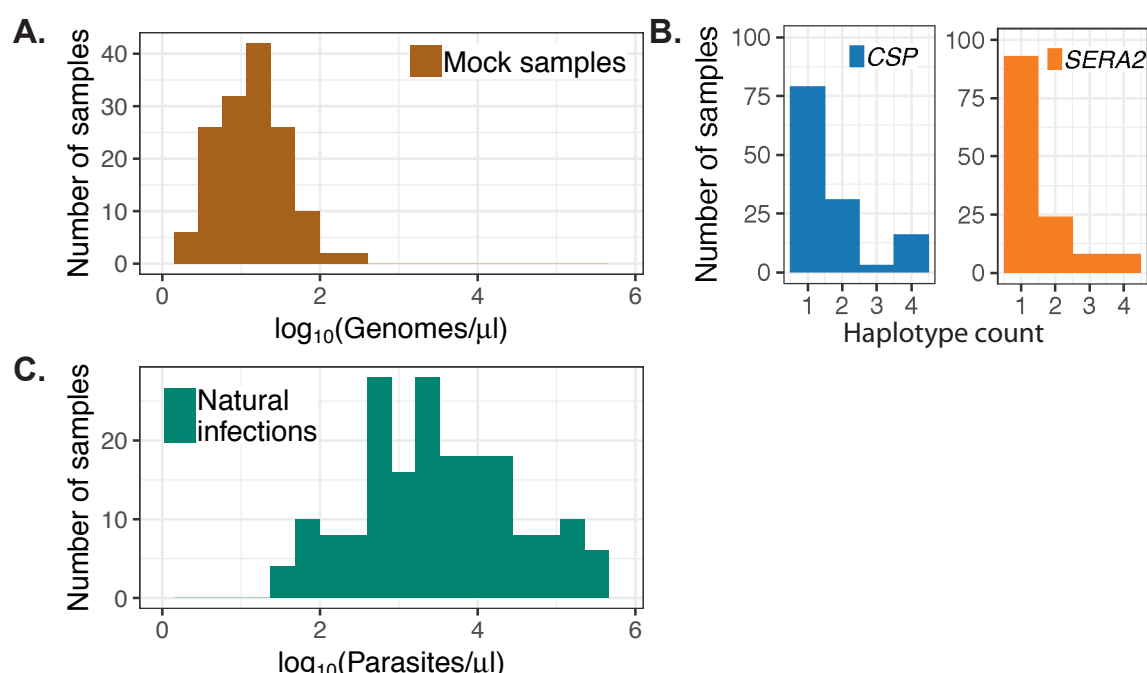 A.
Number of samples
40
30
20
10
0
Mock samples
0 2 4 6
log10(Genomes/μl)
B.
Number of samples
100
75
50
25
0
CSP
1 2 3 4
100
75
50
25
0
SERA2
1 2 3 4
Haplotype count
C.
Number of samples
20
10
0
Natural
infections
0 2 4 6
log10(Parasites/μl)